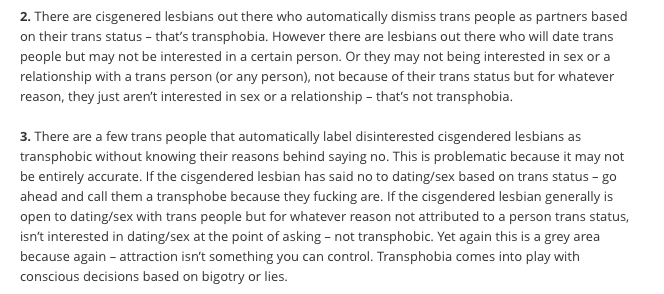 2. There are cisgenered lesbians out there who automatically dismiss trans people as partners based
on their trans status – that's transphobia. However there are lesbians out there who will date trans
people but may not be interested in a certain person. Or they may not being interested in sex or a
relationship with a trans person (or any person), not because of their trans status but for whatever
reason, they just aren't interested in sex or a relationship – that's not transphobia.
3. There are a few trans people that automatically label disinterested cisgendered lesbians as
transphobic without knowing their reasons behind saying no. This is problematic because it may not
be entirely accurate. If the cisgendered lesbian has said no to dating/sex based on trans status – go
ahead and call them a transphobe because they fucking are. If the cisgendered lesbian generally is
open to dating/sex with trans people but for whatever reason not attributed to a person trans status,
isn't interested in dating/sex at the point of asking – not transphobic. Yet again this is a grey area
because again – attraction isn't something you can control. Transphobia comes into play with
conscious decisions based on bigotry or lies.